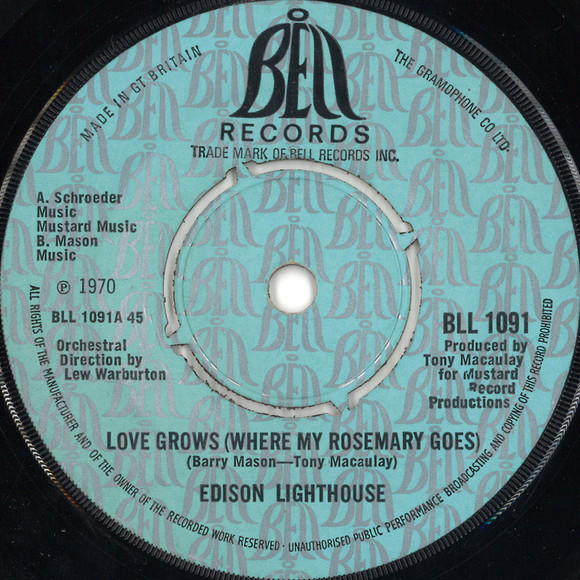 BELL
RECORDS
TRADE MARK OF BELL RECORDS INC.
MADE IN GT BRITAIN
THE GRAMOPHONE CO LTD·
A. Schroeder
Music
Mustard Music
B. Mason
Music
℗ 1970
BLL 1091A 45
Orchestral
Direction by
Lew Warburton
BLL 1091
Produced by
Tony Macaulay
for Mustard
Record
Productions
LOVE GROWS (WHERE MY ROSEMARY GOES)
(Barry Mason—Tony Macaulay)
EDISON LIGHTHOUSE
ALL RIGHTS OF THE MANUFACTURER AND OF THE OWNER OF THE RECORDED WORK RESERVED · UNAUTHORISED PUBLIC PERFORMANCE BROADCASTING AND COPYING OF THIS RECORD PROHIBITED